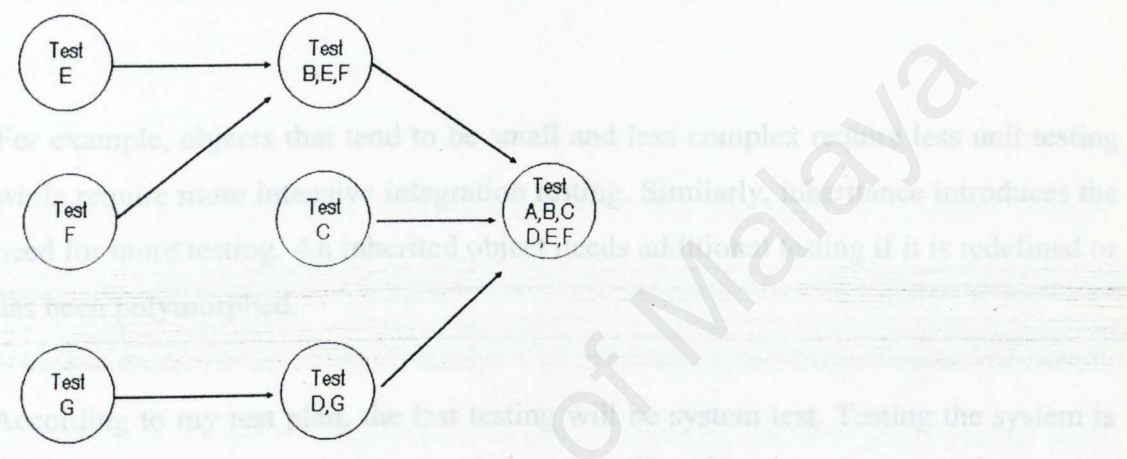 Test
E
Test
B,E,F
For example, objects that tend to be small and less complex require less unit testing
while require more intensive integration testing. Similarly, inheritance introduces the
need for more testing. An inherited object needs additional testing if it is redefined or
has been polymorphed.
Test
F
Test
C
Test
A,B,C
D,E,F
Test
G
Test
D,G
According to my test plan, the last testing will be system test. Testing the system is
of Malaya